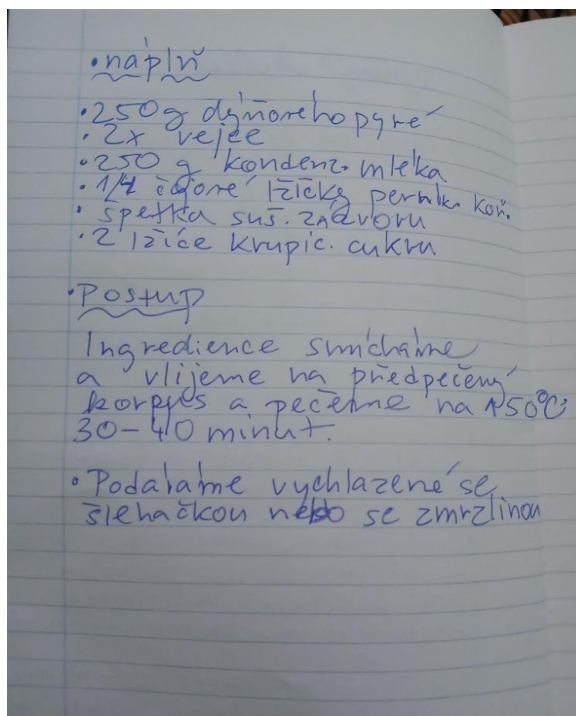 • náplň
• 250g dýňového pyré
• 2x vejce
• 250 g kondenz. mléka
• 1/4 čajové lžičky perník. koř.
• špetka suš. zázvoru
• 2 lžíce krupic. cukru
• Postup
Ingredience smícháme
a vlijeme na předpečený
korpus a pečeme na 150°C
30-40 minut.
• Podáváme vychlazené se
šlehačkou nebo se zmrzlinou